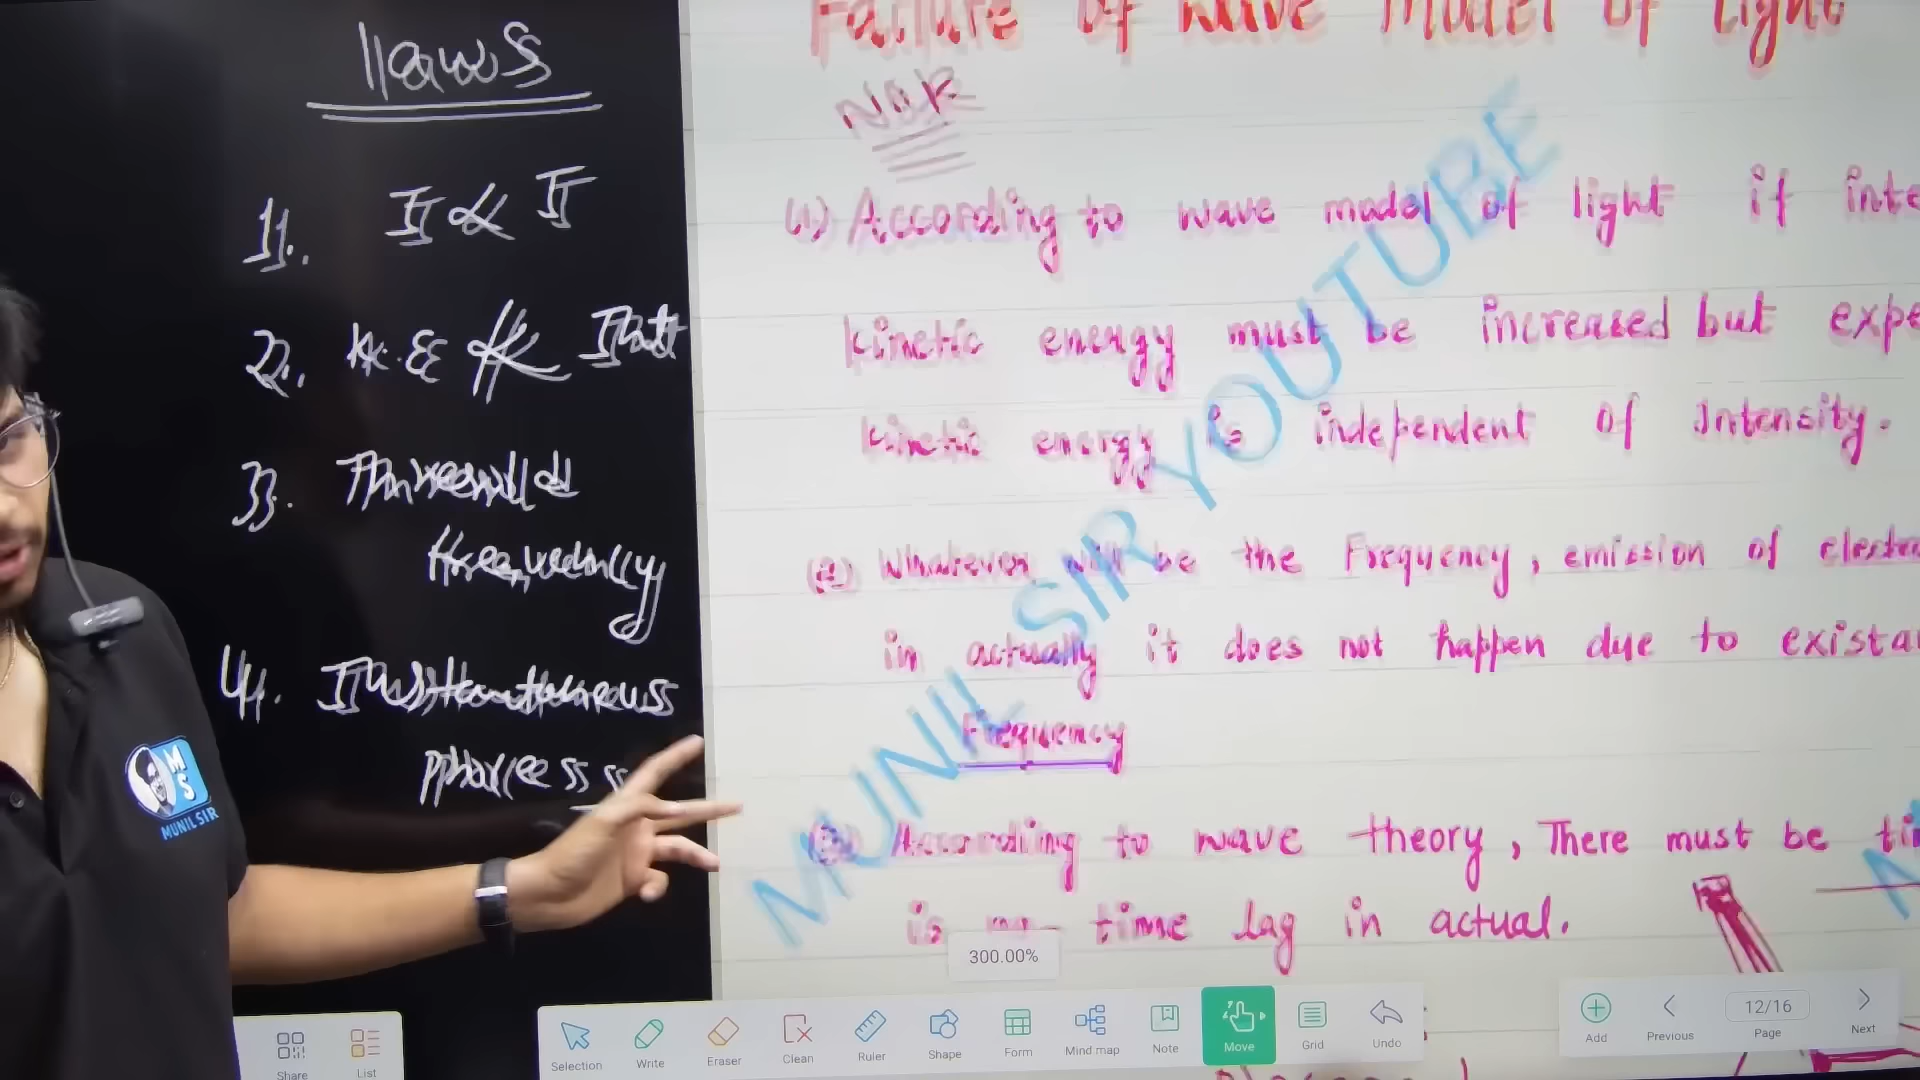 Laws
1. I ∝ I
2. K.E ∝ Int
3. Threshold
frequency
4. Instantaneous
process
Failure of wave Model of Light
(1) According to wave model of light if inte
kinetic energy must be increased but expe
kinetic energy is independent of Intensity.
(2) Whatever will be the Frequency, emission of electr
in actually it does not happen due to exista
Frequency
(3) According to wave theory, There must be ti
is no time lag in actual.
MUNIL SIR YOUTUBE
MS
MUNIL SIR
300.00%
Share
List
Selection
Write
Eraser
Clean
Ruler
Shape
Form
Mind map
Note
Move
Grid
Undo
Add
Previous
12/16
Page
Next